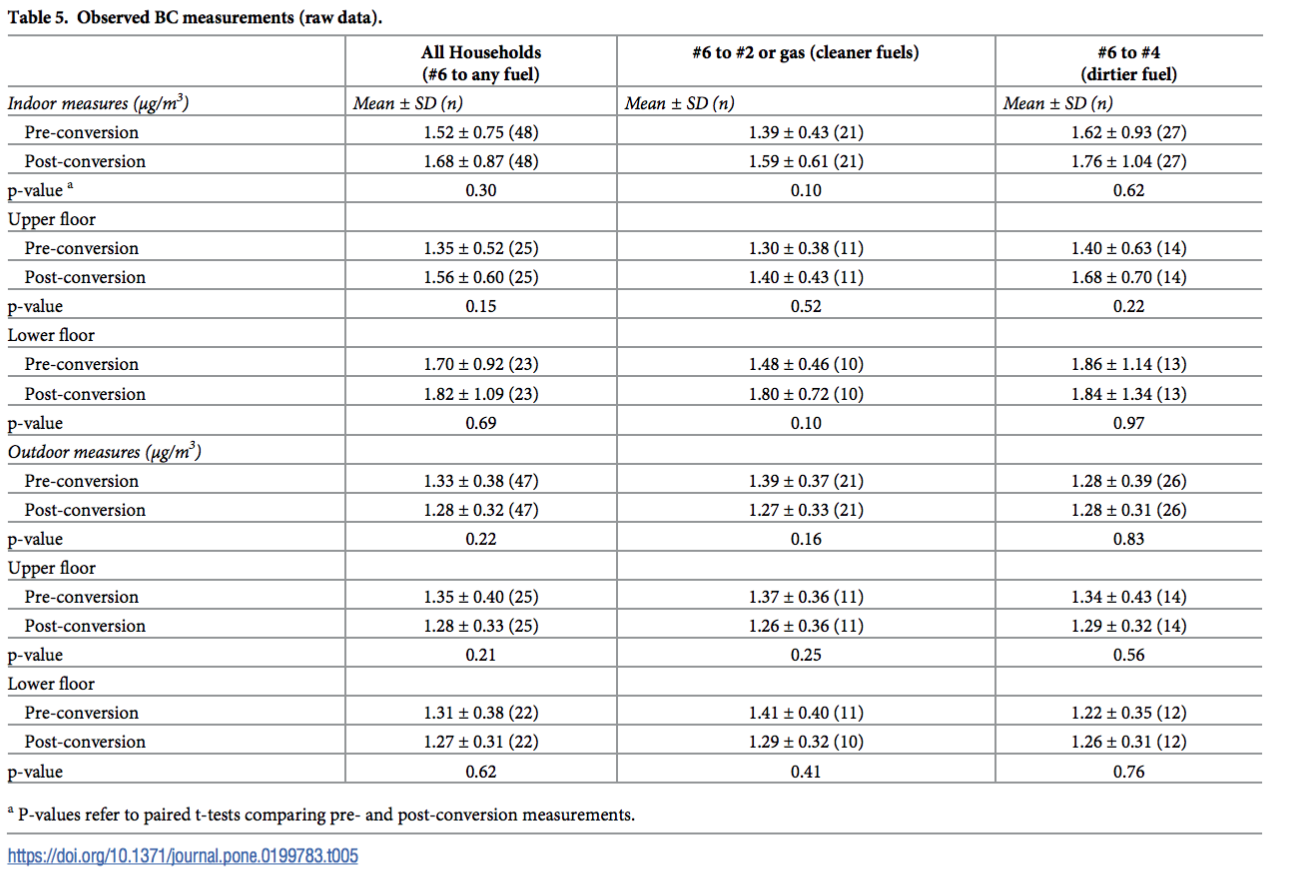 Table 5. Observed BC measurements (raw data).
All Households (#6 to any fuel) #6 to #2 or gas (cleaner fuels) #6 to #4 (dirtier fuel)
Indoor measures (μg/m³) Mean ± SD (n) Mean ± SD (n) Mean ± SD (n)
Pre-conversion 1.52 ± 0.75 (48) 1.39 ± 0.43 (21) 1.62 ± 0.93 (27)
Post-conversion 1.68 ± 0.87 (48) 1.59 ± 0.61 (21) 1.76 ± 1.04 (27)
p-value a 0.30 0.10 0.62
Upper floor
Pre-conversion 1.35 ± 0.52 (25) 1.30 ± 0.38 (11) 1.40 ± 0.63 (14)
Post-conversion 1.56 ± 0.60 (25) 1.40 ± 0.43 (11) 1.68 ± 0.70 (14)
p-value 0.15 0.52 0.22
Lower floor
Pre-conversion 1.70 ± 0.92 (23) 1.48 ± 0.46 (10) 1.86 ± 1.14 (13)
Post-conversion 1.82 ± 1.09 (23) 1.80 ± 0.72 (10) 1.84 ± 1.34 (13)
p-value 0.69 0.10 0.97
Outdoor measures (μg/m³)
Pre-conversion 1.33 ± 0.38 (47) 1.39 ± 0.37 (21) 1.28 ± 0.39 (26)
Post-conversion 1.28 ± 0.32 (47) 1.27 ± 0.33 (21) 1.28 ± 0.31 (26)
p-value 0.22 0.16 0.83
Upper floor
Pre-conversion 1.35 ± 0.40 (25) 1.37 ± 0.36 (11) 1.34 ± 0.43 (14)
Post-conversion 1.28 ± 0.33 (25) 1.26 ± 0.36 (11) 1.29 ± 0.32 (14)
p-value 0.21 0.25 0.56
Lower floor
Pre-conversion 1.31 ± 0.38 (22) 1.41 ± 0.40 (11) 1.22 ± 0.35 (12)
Post-conversion 1.27 ± 0.31 (22) 1.29 ± 0.32 (10) 1.26 ± 0.31 (12)
p-value 0.62 0.41 0.76
a P-values refer to paired t-tests comparing pre- and post-conversion measurements.
https://doi.org/10.1371/journal.pone.0199783.t005